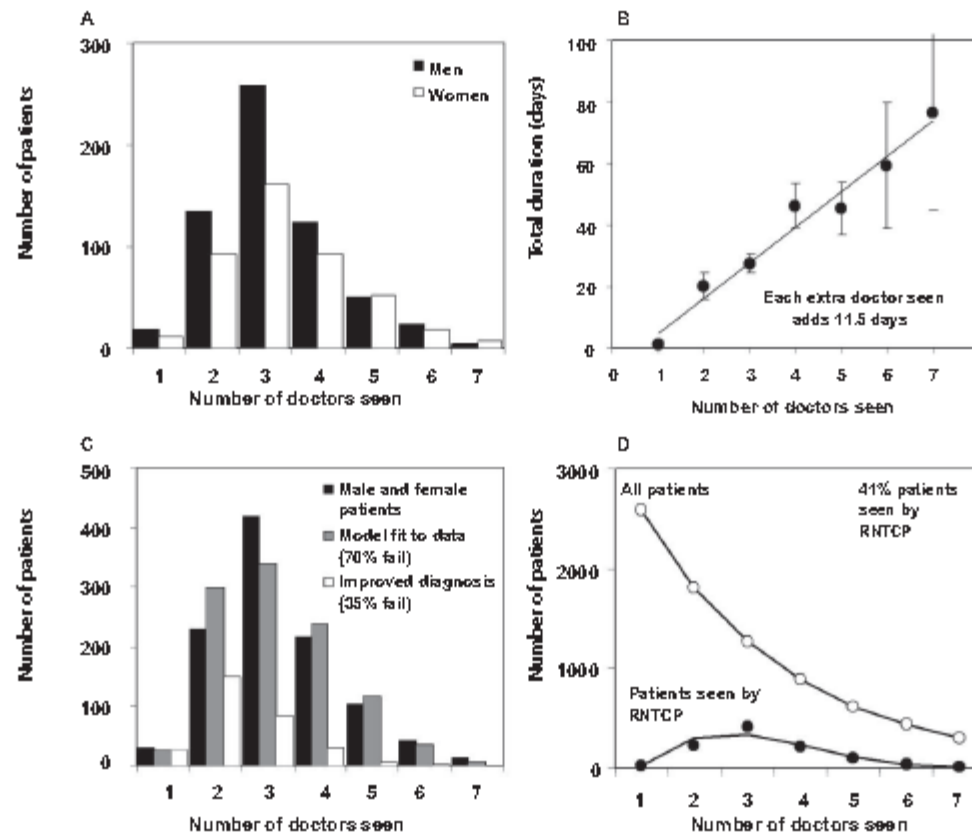 A
300
200
100
0
Number of patients
Men
Women
1 2 3 4 5 6 7
Number of doctors seen
B
100
80
60
40
20
0
Total duration (days)
Each extra doctor seen
adds 11.5 days
0 1 2 3 4 5 6 7
Number of doctors seen
C
500
400
300
200
100
0
Number of patients
Male and female
patients
Model fit to data
(70% fail)
Improved diagnosis
(35% fail)
1 2 3 4 5 6 7
Number of doctors seen
D
3000
2000
1000
0
Number of patients
All patients
41% patients
seen by
RNTCP
Patients seen by
RNTCP
1 2 3 4 5 6 7
Number of doctors seen